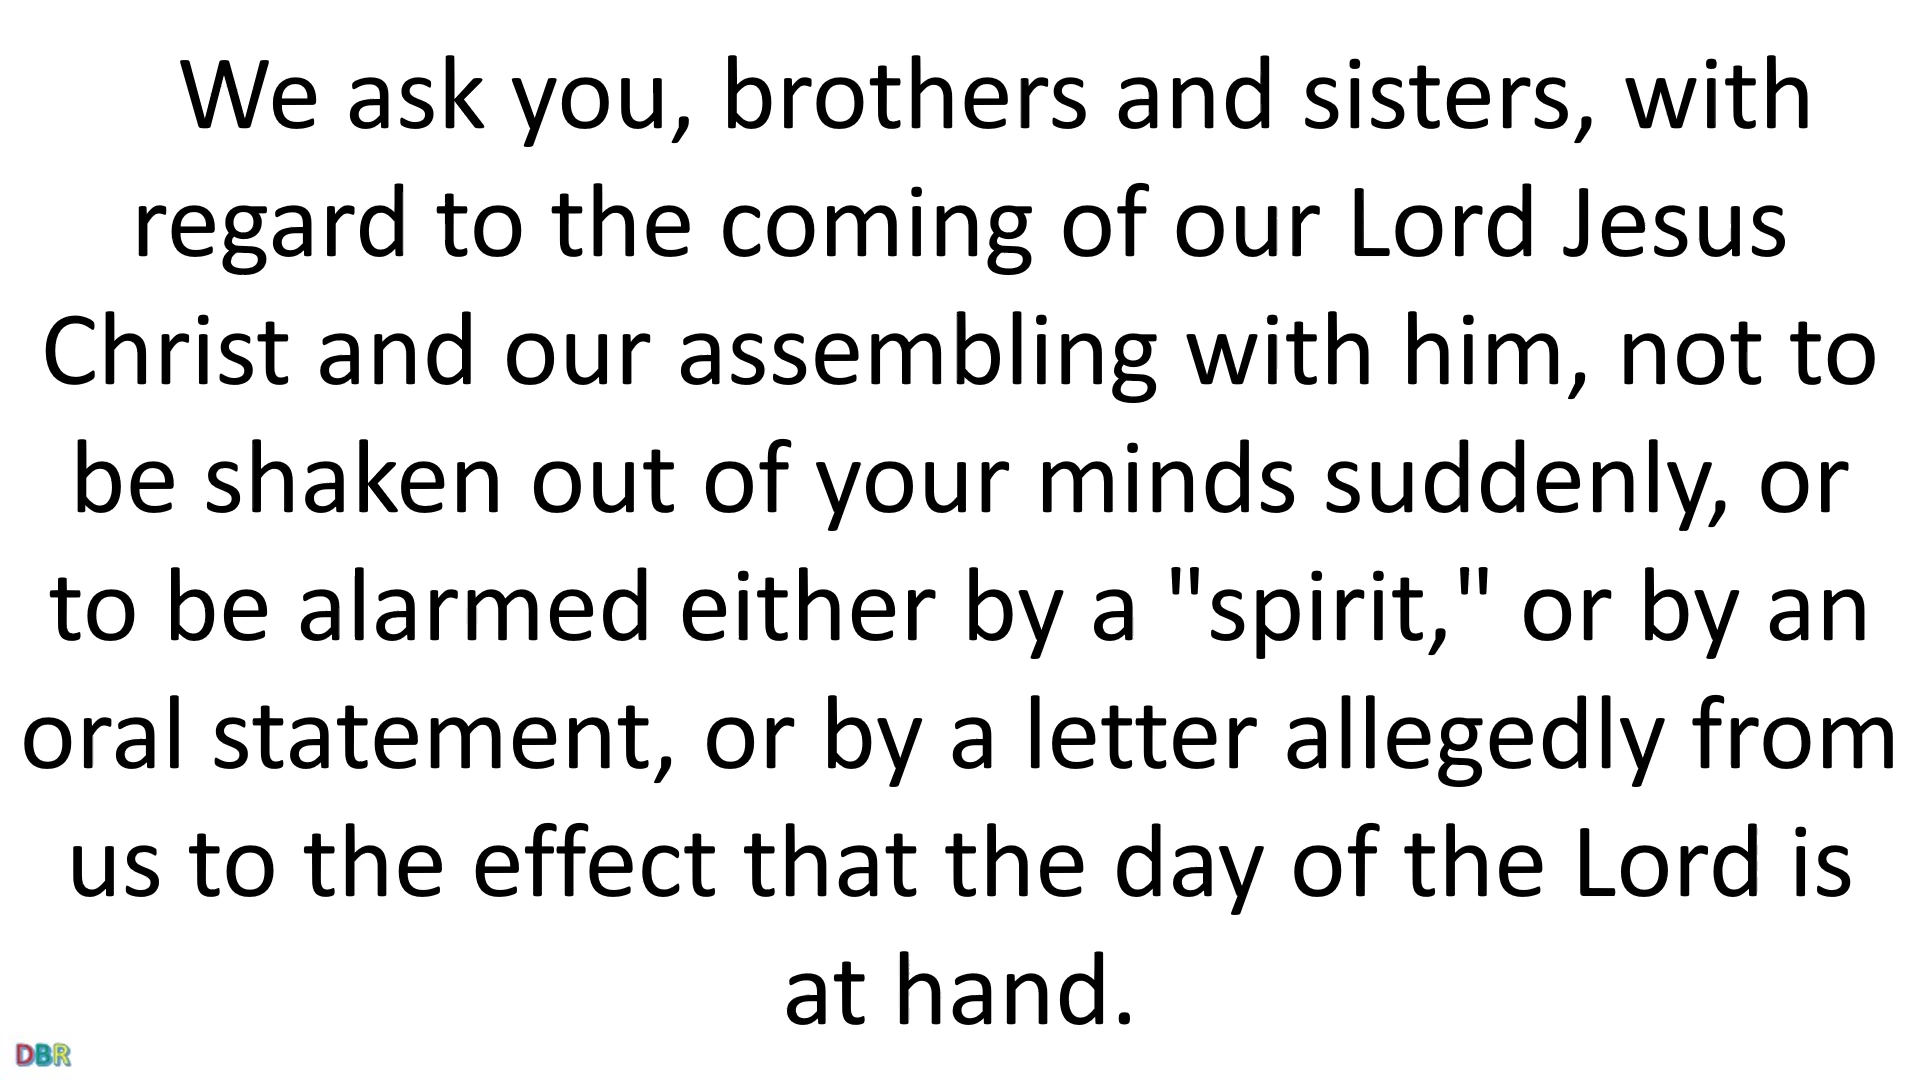 We ask you, brothers and sisters, with
regard to the coming of our Lord Jesus
Christ and our assembling with him, not to
be shaken out of your minds suddenly, or
to be alarmed either by a "spirit," or by an
oral statement, or by a letter allegedly from
us to the effect that the day of the Lord is
at hand.
DBR